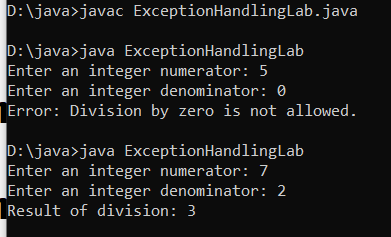 D:\java>javac ExceptionHandlingLab.java
D:\java>java ExceptionHandlingLab
Enter an integer numerator: 5
Enter an integer denominator: 0
Error: Division by zero is not allowed.
D:\java>java ExceptionHandlingLab
Enter an integer numerator: 7
Enter an integer denominator: 2
Result of division: 3